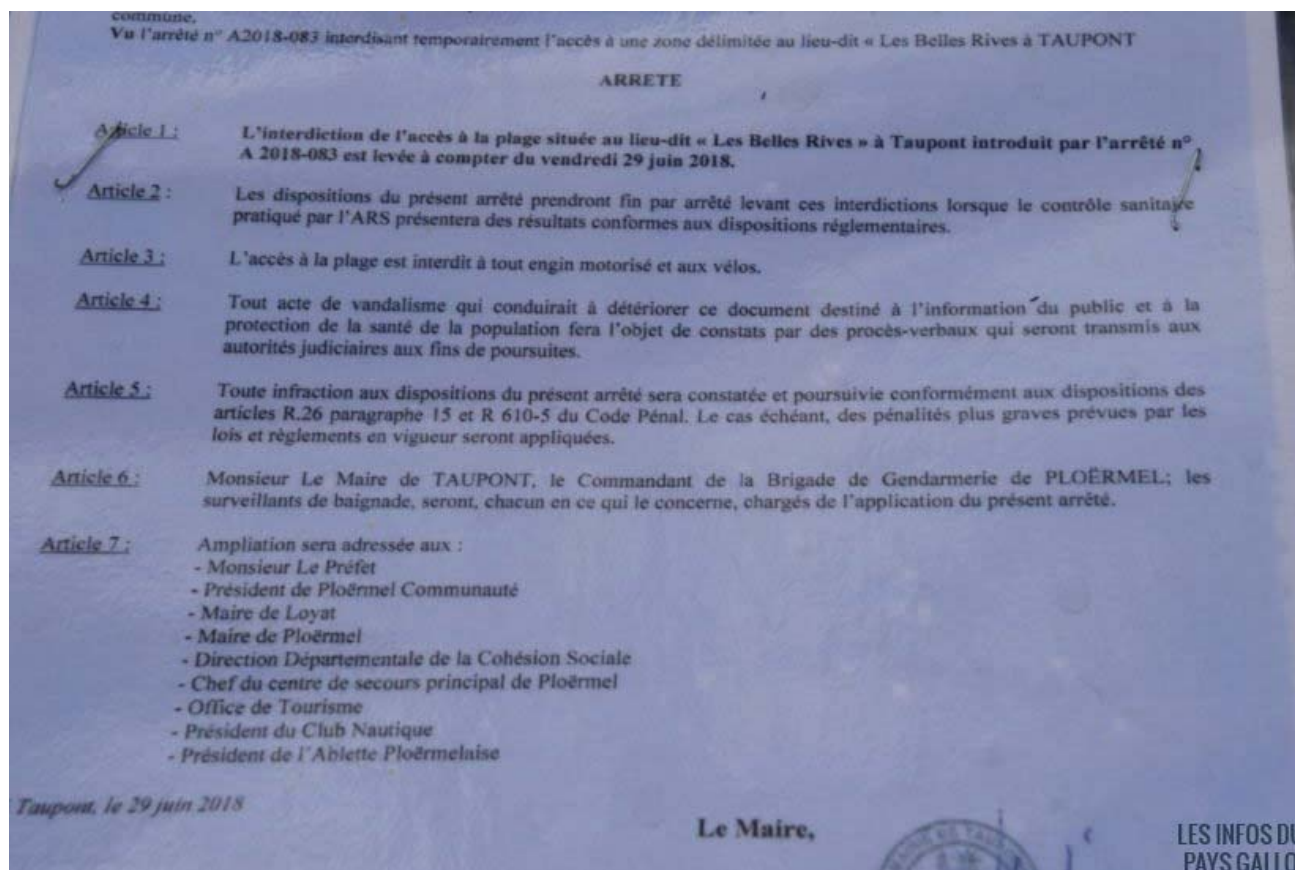 commune,
Vu l'arrêté n° A2018-083 interdisant temporairement l'accès à une zone délimitée au lieu-dit « Les Belles Rives à TAUPONT
ARRETE
Article 1 : L'interdiction de l'accès à la plage située au lieu-dit « Les Belles Rives » à Taupont introduit par l'arrêté n°
A 2018-083 est levée à compter du vendredi 29 juin 2018.
Article 2 : Les dispositions du présent arrêté prendront fin par arrêté levant ces interdictions lorsque le contrôle sanitaire
pratiqué par l'ARS présentera des résultats conformes aux dispositions réglementaires.
Article 3 : L'accès à la plage est interdit à tout engin motorisé et aux vélos.
Article 4 : Tout acte de vandalisme qui conduirait à détériorer ce document destiné à l'information du public et à la
protection de la santé de la population fera l'objet de constats par des procès-verbaux qui seront transmis aux
autorités judiciaires aux fins de poursuites.
Article 5 : Toute infraction aux dispositions du présent arrêté sera constatée et poursuivie conformément aux dispositions des
articles R.26 paragraphe 15 et R 610-5 du Code Pénal. Le cas échéant, des pénalités plus graves prévues par les
lois et règlements en vigueur seront appliquées.
Article 6 : Monsieur Le Maire de TAUPONT, le Commandant de la Brigade de Gendarmerie de PLOËRMEL; les
surveillants de baignade, seront, chacun en ce qui le concerne, chargés de l'application du présent arrêté.
Article 7 : Ampliation sera adressée aux :
- Monsieur Le Préfet
- Président de Ploërmel Communauté
- Maire de Loyat
- Maire de Ploërmel
- Direction Départementale de la Cohésion Sociale
- Chef du centre de secours principal de Ploërmel
- Office de Tourisme
- Président du Club Nautique
- Président de l'Ablette Ploërmelaise
Taupont, le 29 juin 2018
Le Maire,
LES INFOS DU
PAYS GALLO